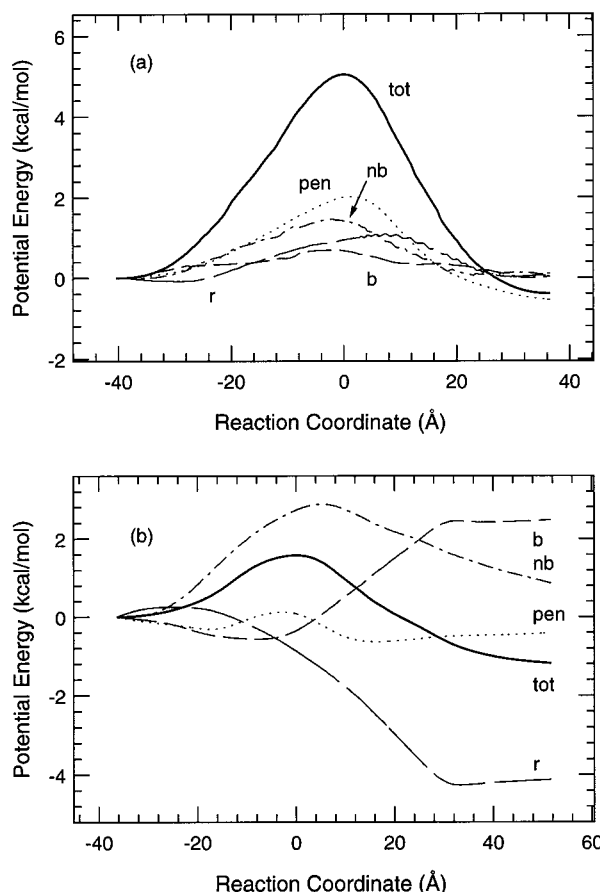 (a)
tot
nb
pen
r
b
Potential Energy (kcal/mol)
6
4
2
0
-2
-40
-20
0
20
40
Reaction Coordinate (Å)
(b)
b
nb
pen
tot
r
Potential Energy (kcal/mol)
2
0
-2
-4
-40
-20
0
20
40
60
Reaction Coordinate (Å)